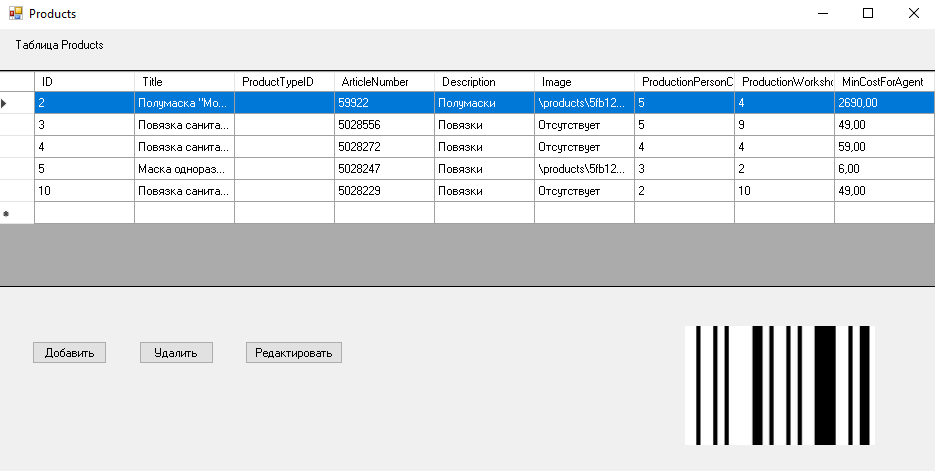 Products
Таблица Products
ID Title ProductTypeID ArticleNumber Description Image ProductionPersonC ProductionWorksho MinCostForAgent
2 Полумаска "Мо... 59922 Полумаски \products\5fb12... 5 4 2690,00
3 Повязка санита... 5028556 Повязки Отсутствует 5 9 49,00
4 Повязка санита... 5028272 Повязки Отсутствует 4 4 59,00
5 Маска однораз... 5028247 Повязки \products\5fb12... 3 2 6,00
10 Повязка санита... 5028229 Повязки Отсутствует 2 10 49,00
Добавить Удалить Редактировать